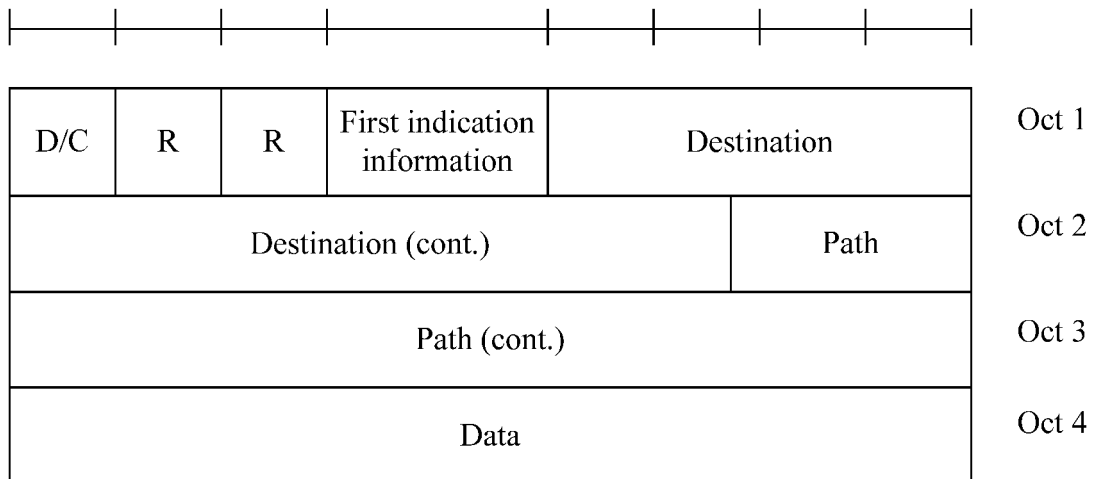 D/C
R
R
First indication
information
Destination
Oct 1
Destination (cont.)
Path
Oct 2
Path (cont.)
Oct 3
Data
Oct 4